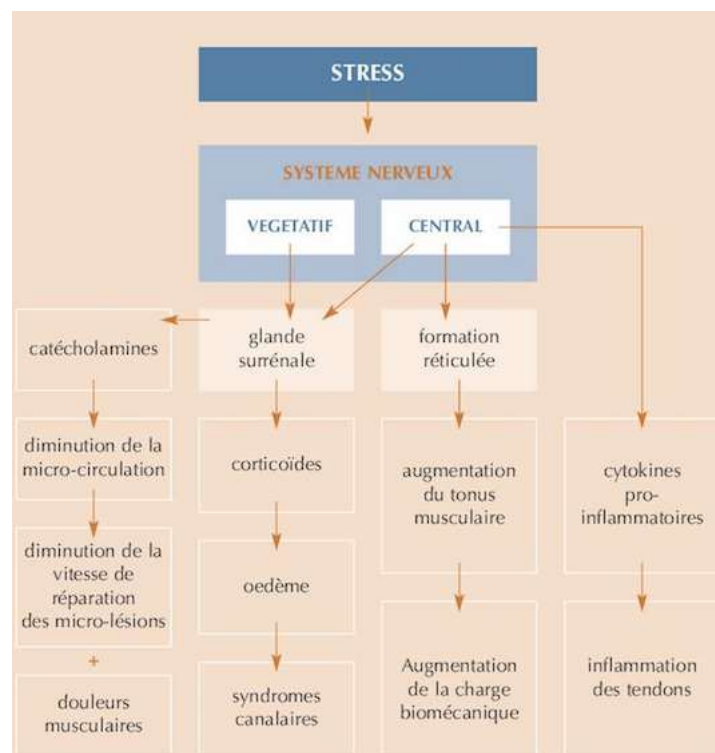 STRESS
SYSTEME NERVEUX
VEGETATIF
CENTRAL
catécholamines
glande
surrénale
formation
réticulée
diminution de la
micro-circulation
corticoïdes
augmentation
du tonus
musculaire
cytokines
pro-
inflammatoires
diminution de la
vitesse de
réparation
des micro-lésions
oedème
+
douleurs
musculaires
syndromes
canalaires
Augmentation
de la charge
biomécanique
inflammation
des tendons